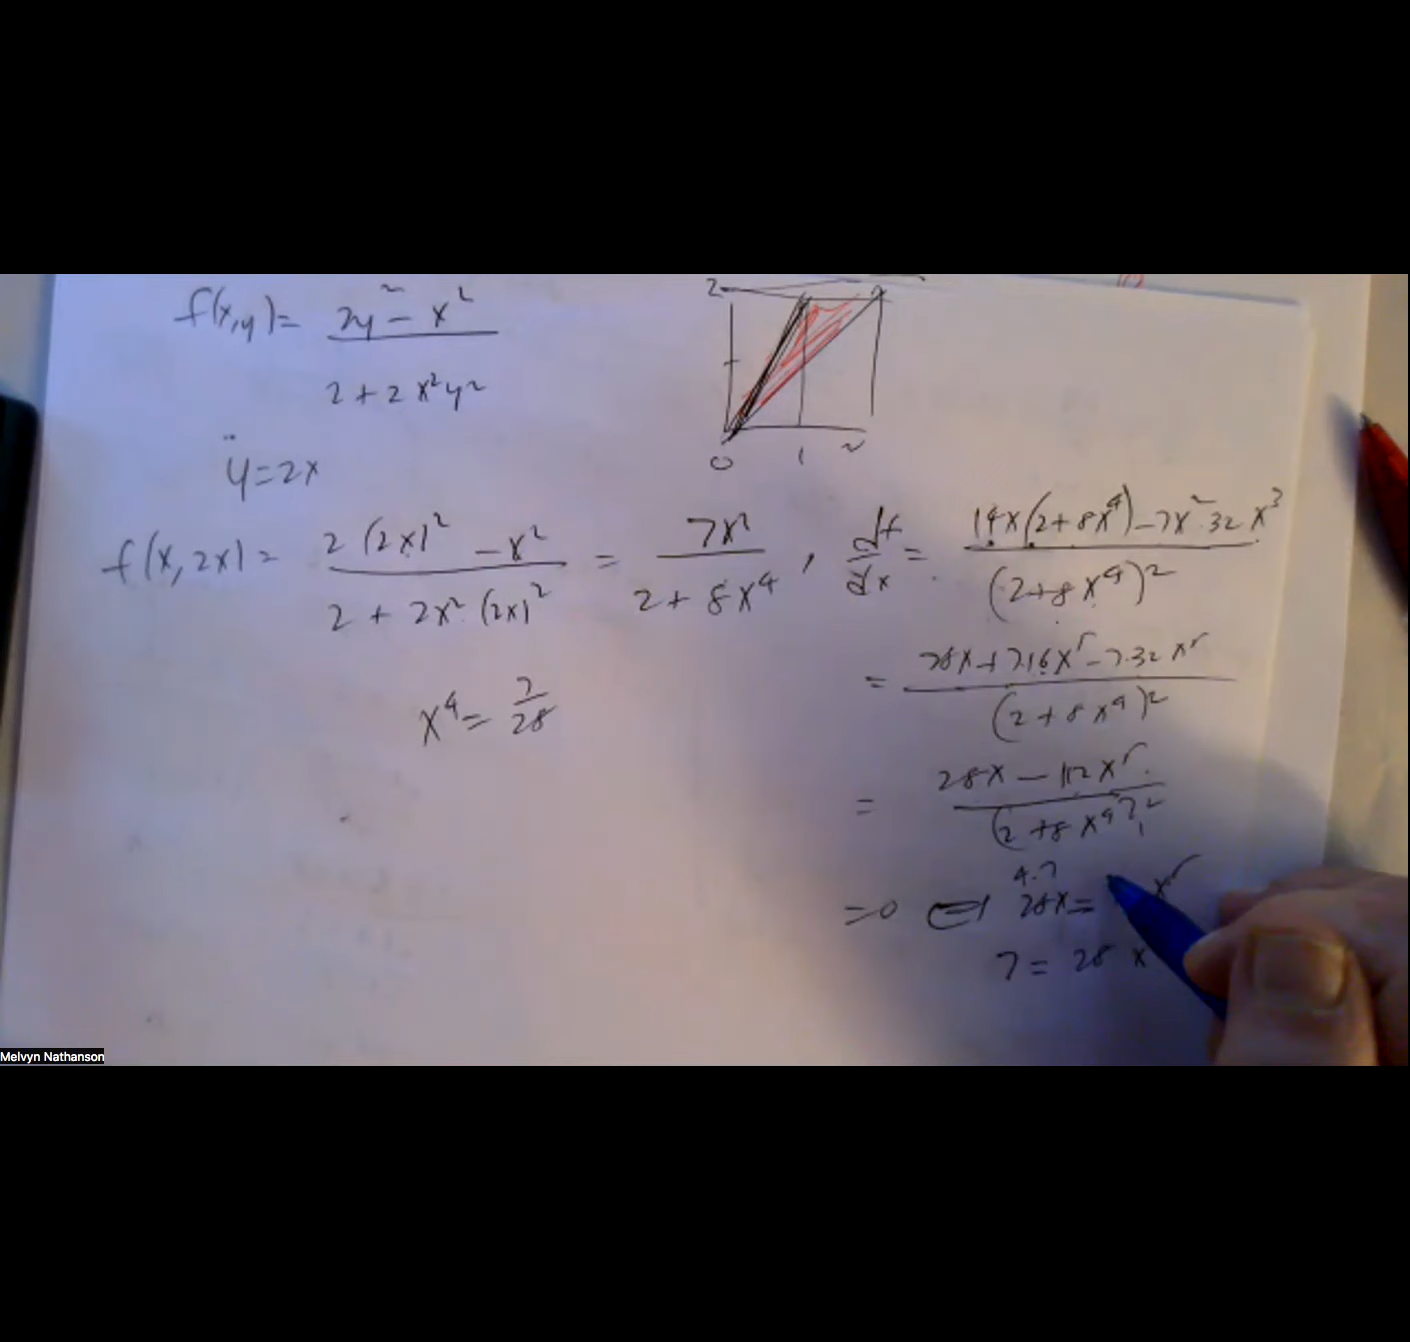 f(x,y) = (2y² - x²) / (2 + 2x²y²)
2
0 1 2
y = 2x
f(x, 2x) = (2(2x)² - x²) / (2 + 2x²(2x)²) = 7x² / (2 + 8x⁴) , df/dx = (14x(2 + 8x⁴) - 7x² 32x³) / (2 + 8x⁴)²
= (28x + 7.16x⁵ - 7.32x⁵) / (2 + 8x⁴)²
x⁴ = 7/28
= (28x - 112x⁵) / (2 + 8x⁴)²
4.7
= 0 28x = x⁵
7 = 28 x
Melvyn Nathanson